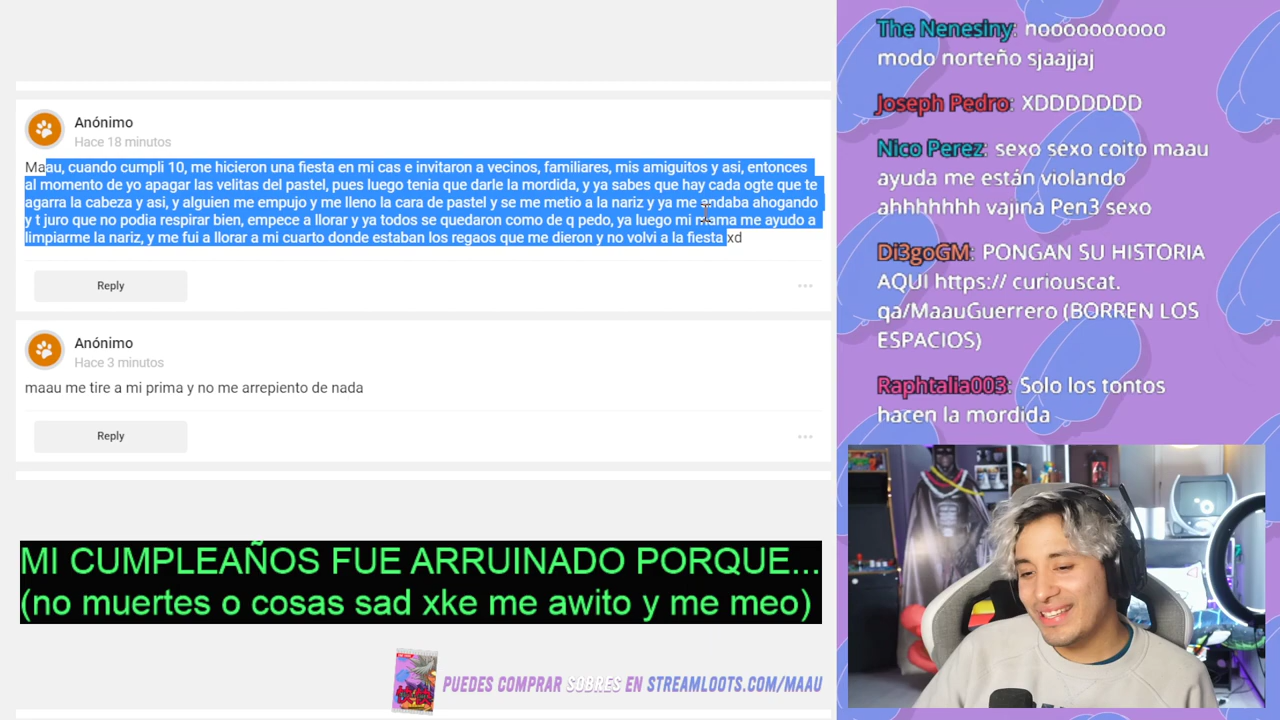 Anónimo
Hace 18 minutos
Maau, cuando cumpli 10, me hicieron una fiesta en mi cas e invitaron a vecinos, familiares, mis amiguitos y asi, entonces
al momento de yo apagar las velitas del pastel, pues luego tenia que darle la mordida, y ya sabes que hay cada ogte que te
agarra la cabeza y asi, y alguien me empujo y me lleno la cara de pastel y se me metio a la nariz y ya me andaba ahogando
y t juro que no podia respirar bien, empece a llorar y ya todos se quedaron como de q pedo, ya luego mi mama me ayudo a
limpiarme la nariz, y me fui a llorar a mi cuarto donde estaban los regaos que me dieron y no volvi a la fiesta xd
Reply
Anónimo
Hace 3 minutos
maau me tire a mi prima y no me arrepiento de nada
Reply
MI CUMPLEAÑOS FUE ARRUINADO PORQUE...
(no muertes o cosas sad xke me awito y me meo)
PUEDES COMPRAR SOBRES EN STREAMLOOTS.COM/MAAU
The Nenesiny: nooooooooo
modo norteño sjaajjaj
Joseph Pedro: XDDDDDDD
Nico Perez: sexo sexo coito maau
ayuda me están violando
ahhhhhhh vajina Pen3 sexo
Di3goGM: PONGAN SU HISTORIA
AQUI https:// curiouscat.
qa/MaauGuerrero (BORREN LOS
ESPACIOS)
Raphtalia003: Solo los tontos
hacen la mordida